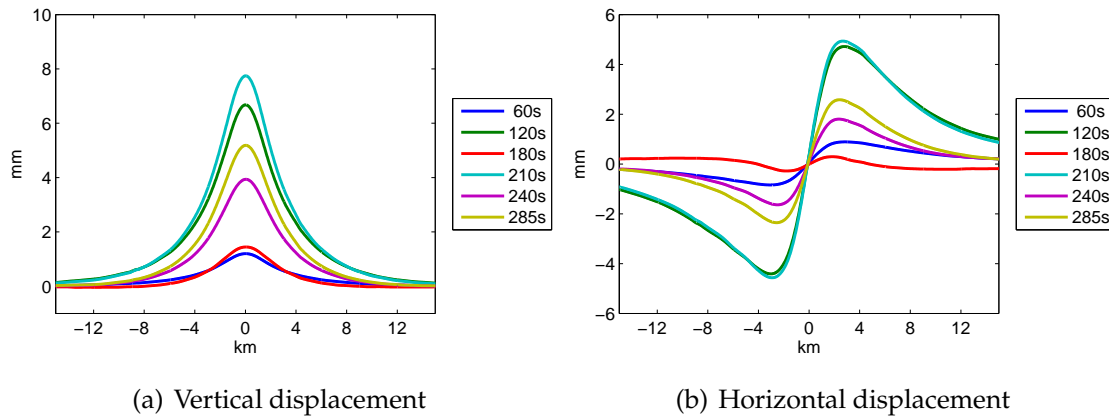 10
8
6
4
2
0
mm
−12 −8 −4 0 4 8 12
km
60s
120s
180s
210s
240s
285s
(a) Vertical displacement
6
4
2
0
−2
−4
−6
mm
−12 −8 −4 0 4 8 12
km
60s
120s
180s
210s
240s
285s
(b) Horizontal displacement